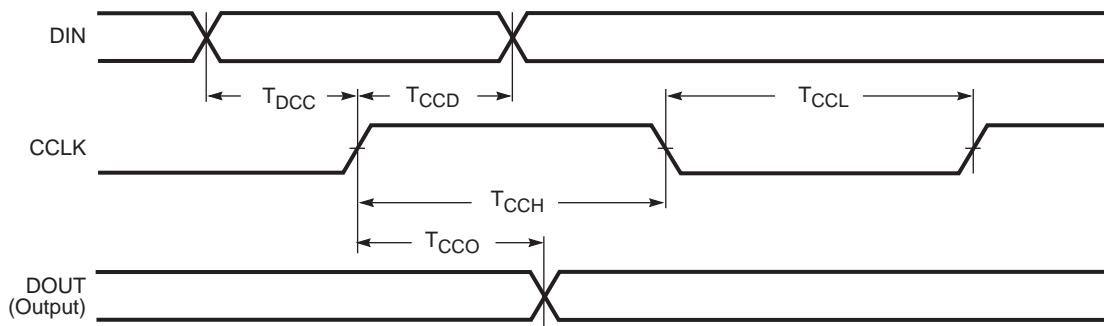 DIN
TDCC
TCCD
TCCL
CCLK
TCCH
TCCO
DOUT
(Output)